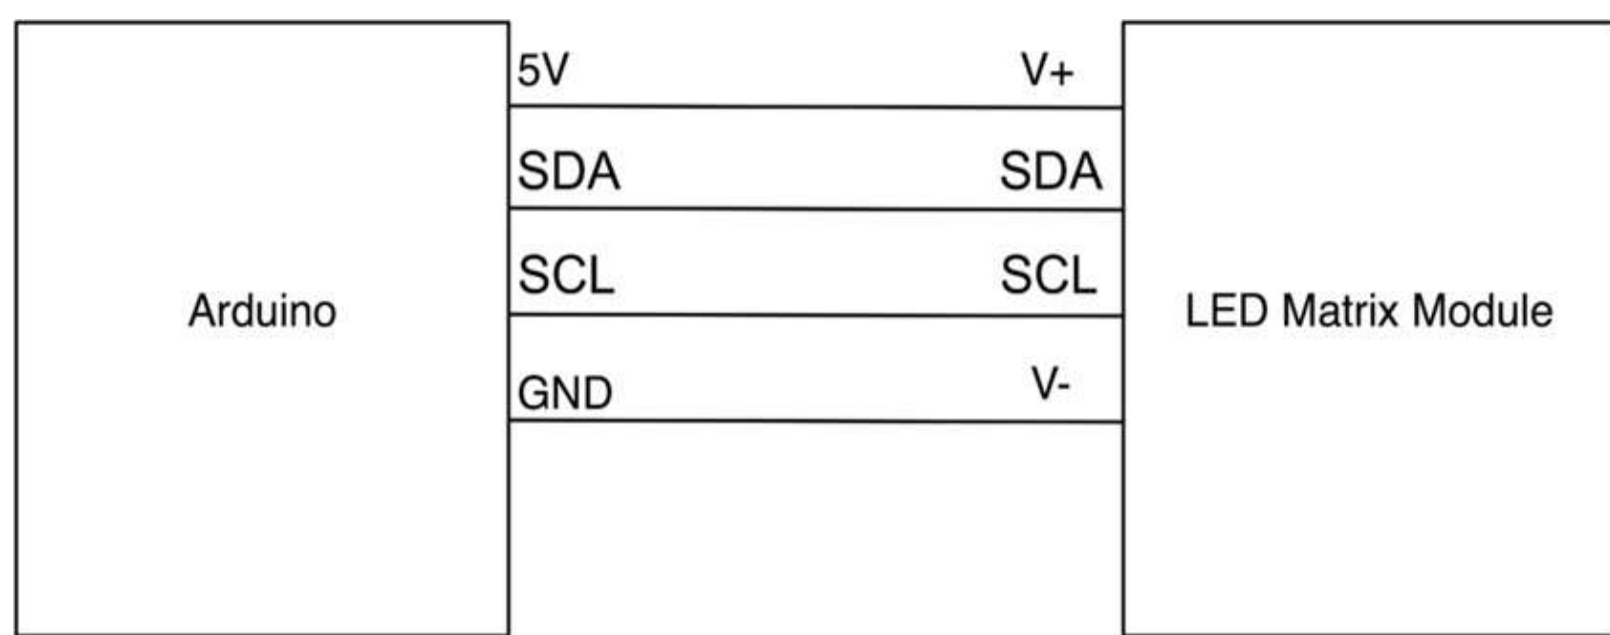 5V V+
SDA SDA
SCL SCL
Arduino LED Matrix Module
GND V-